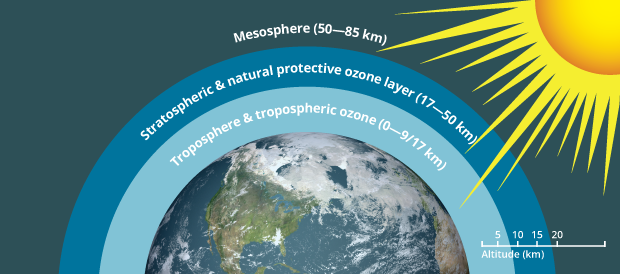 Mesosphere (50—85 km)
Stratospheric & natural protective ozone layer (17—50 km)
Troposphere & tropospheric ozone (0—9/17 km)
5 10 15 20
Altitude (km)